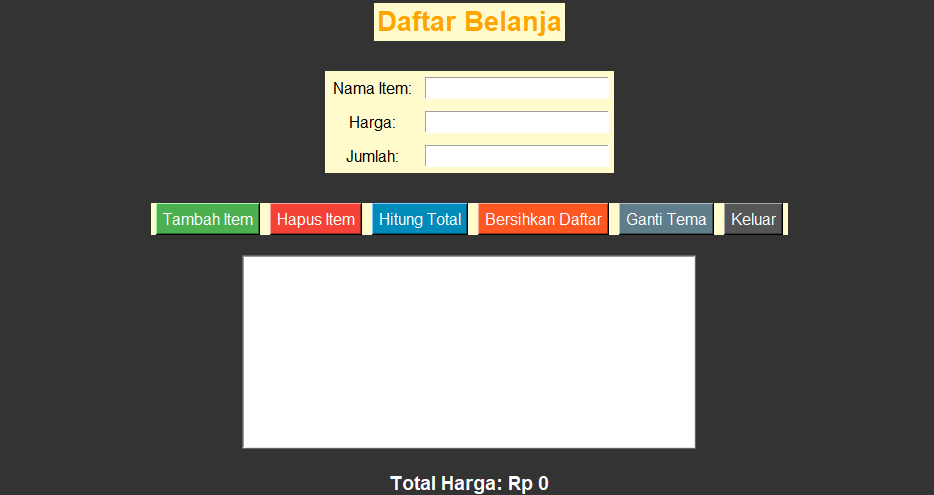 Daftar Belanja
Nama Item:
Harga:
Jumlah:
Tambah Item Hapus Item Hitung Total Bersihkan Daftar Ganti Tema Keluar
Total Harga: Rp 0